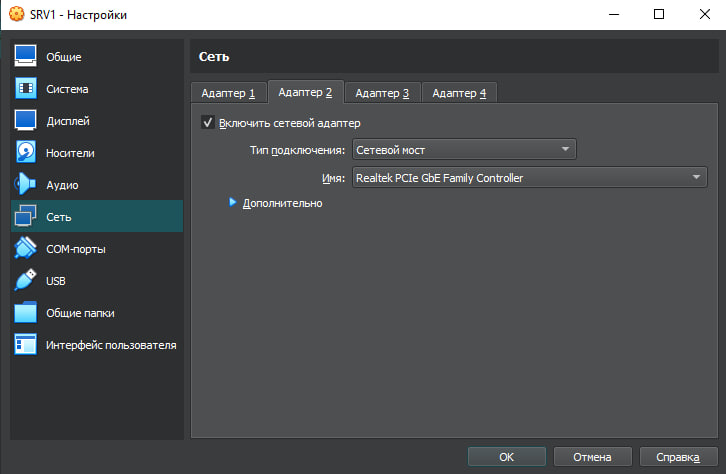 SRV1 - Настройки
Общие
Система
Дисплей
Носители
Аудио
Сеть
COM-порты
USB
Общие папки
Интерфейс пользователя
Сеть
Адаптер 1 Адаптер 2 Адаптер 3 Адаптер 4
Включить сетевой адаптер
Тип подключения: Сетевой мост
Имя: Realtek PCIe GbE Family Controller
Дополнительно
OK Отмена Справка